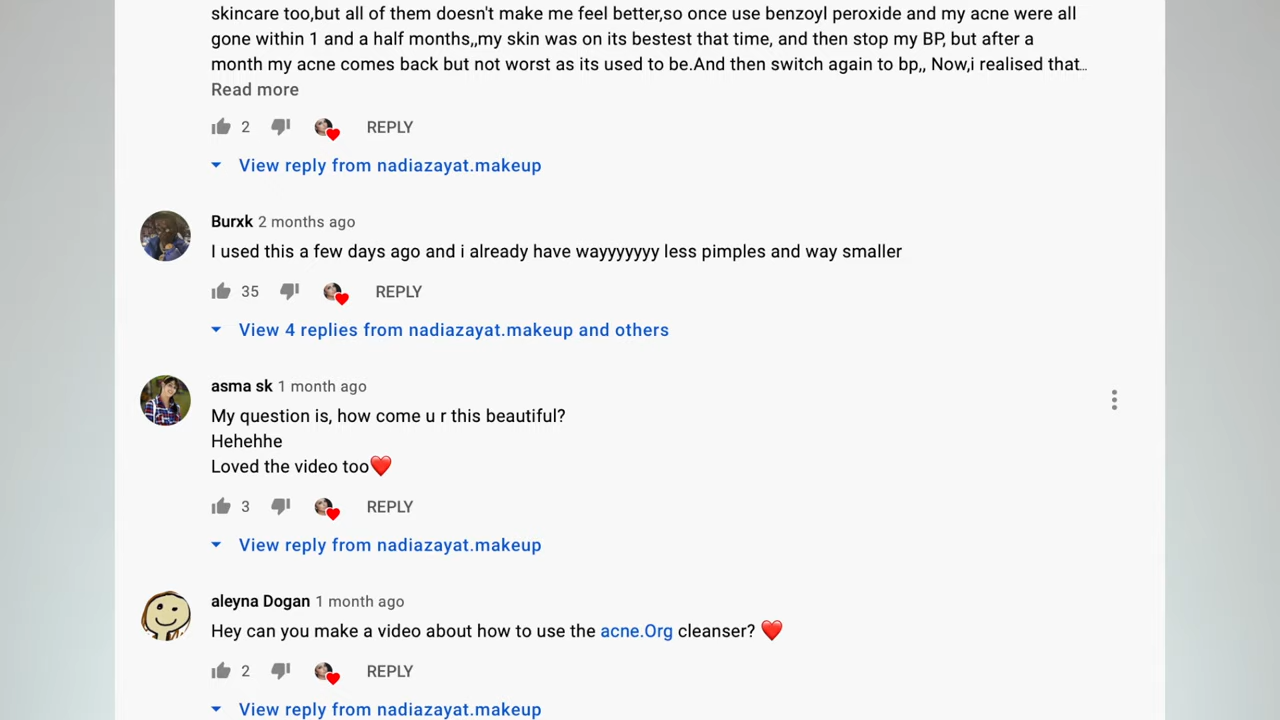 skincare too,but all of them doesn't make me feel better,so once use benzoyl peroxide and my acne were all
gone within 1 and a half months,,my skin was on its bestest that time, and then stop my BP, but after a
month my acne comes back but not worst as its used to be.And then switch again to bp,, Now,i realised that…
Read more
2 REPLY
View reply from nadiazayat.makeup
Burxk 2 months ago
I used this a few days ago and i already have wayyyyyyy less pimples and way smaller
35 REPLY
View 4 replies from nadiazayat.makeup and others
asma sk 1 month ago
My question is, how come u r this beautiful?
Hehehhe
Loved the video too❤️
3 REPLY
View reply from nadiazayat.makeup
aleyna Dogan 1 month ago
Hey can you make a video about how to use the acne.Org cleanser? ❤️
2 REPLY
View reply from nadiazayat.makeup